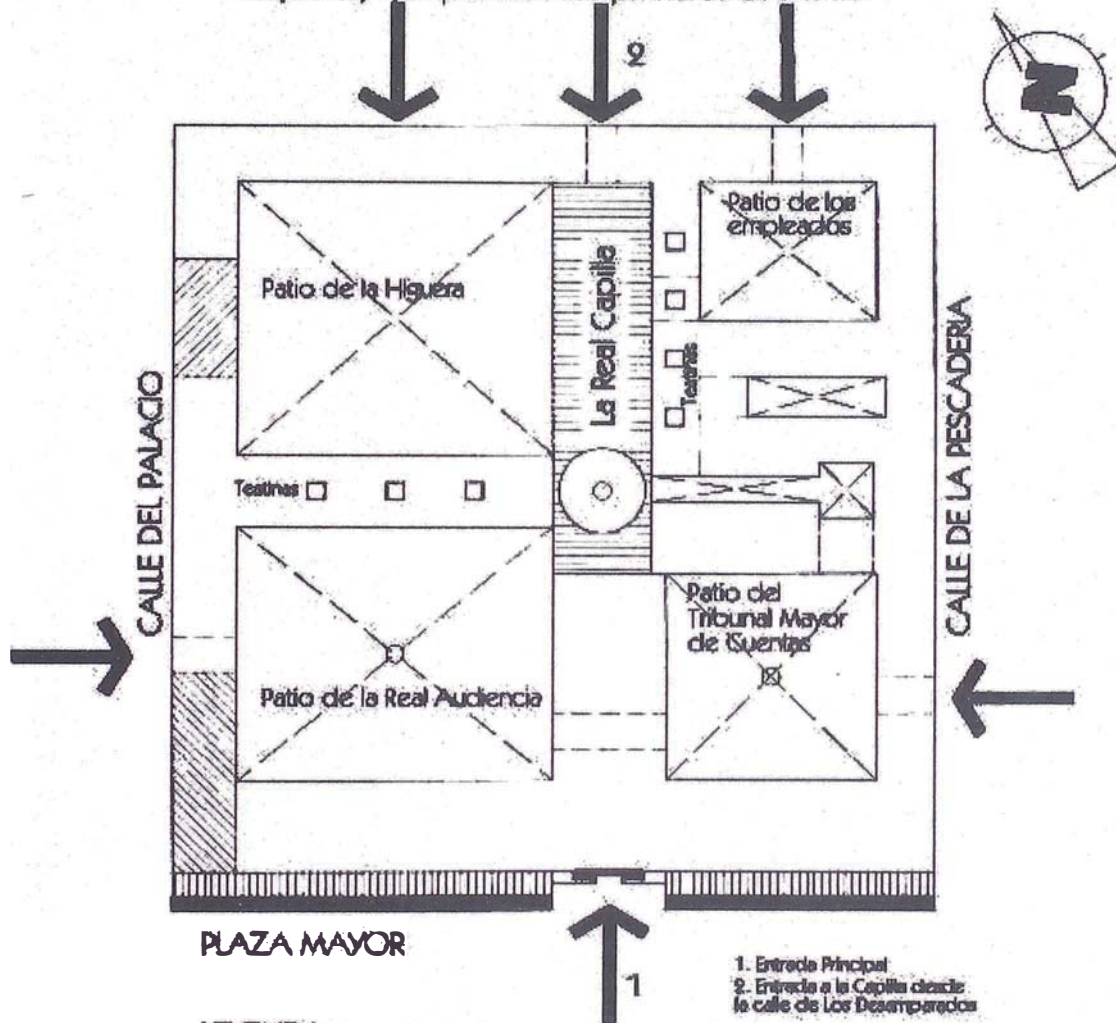 2
N
Patio de los
empleados
Patio de la Higuera
La Real Capilla
Teatinas
CALLE DEL PALACIO
CALLE DE LA PESCADERIA
Teatinas
Patio del
Tribunal Mayor
de Cuentas
Patio de la Real Audiencia
PLAZA MAYOR
1
1. Entrada Principal
2. Entrada a la Capilla desde
la calle de Los Desamparados